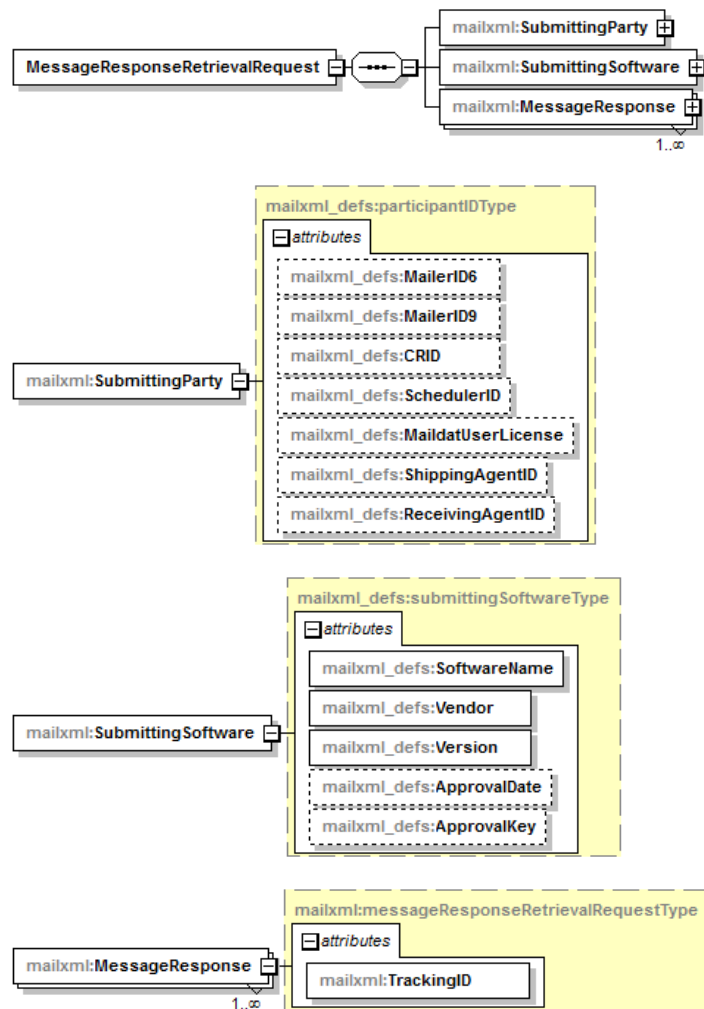 mailxml:SubmittingParty
MessageResponseRetrievalRequest
mailxml:SubmittingSoftware
mailxml:MessageResponse
1..∞
mailxml_defs:participantIDType
attributes
mailxml_defs:MailerID6
mailxml_defs:MailerID9
mailxml_defs:CRID
mailxml:SubmittingParty
mailxml_defs:SchedulerID
mailxml_defs:MaildatUserLicense
mailxml_defs:ShippingAgentID
mailxml_defs:ReceivingAgentID
mailxml_defs:submittingSoftwareType
attributes
mailxml_defs:SoftwareName
mailxml_defs:Vendor
mailxml:SubmittingSoftware
mailxml_defs:Version
mailxml_defs:ApprovalDate
mailxml_defs:ApprovalKey
mailxml:messageResponseRetrievalRequestType
attributes
mailxml:MessageResponse
mailxml:TrackingID
1..∞